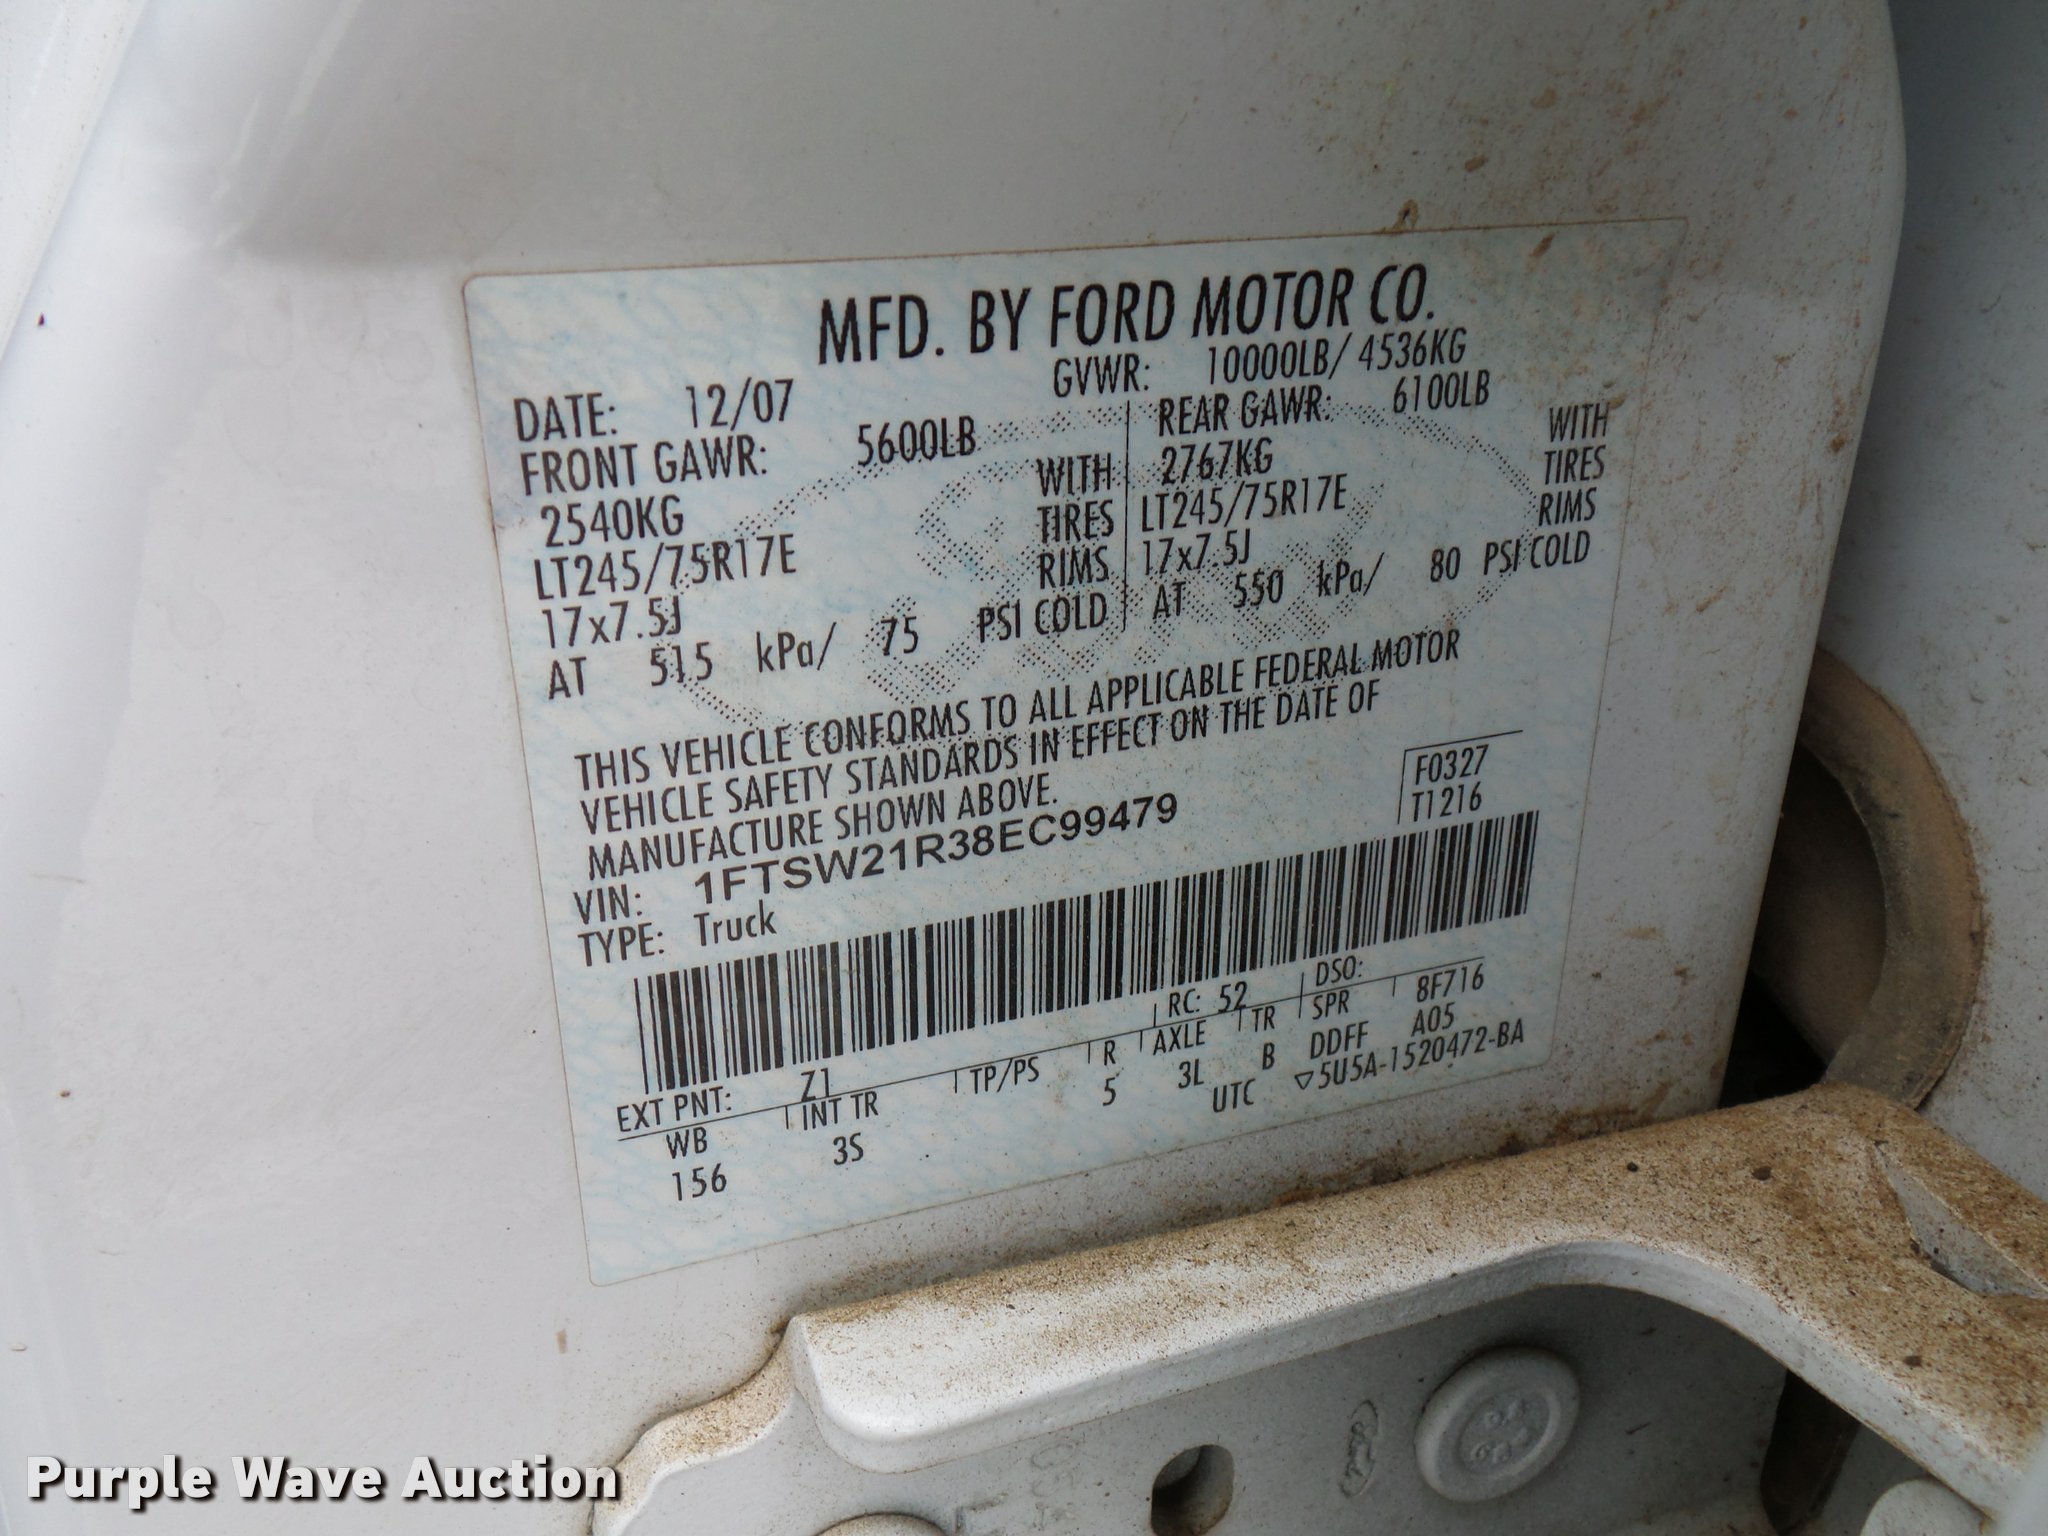 MFD. BY FORD MOTOR CO.
DATE: 12/07 GVWR: 10000LB/ 4536KG
FRONT GAWR: 5600LB REAR GAWR: 6100LB
2540KG WITH 2767KG WITH
LT245/75R17E TIRES LT245/75R17E TIRES
17x7.5J RIMS 17x7.5J RIMS
AT 515 kPa/ 75 PSI COLD AT 550 kPa/ 80 PSI COLD
THIS VEHICLE CONFORMS TO ALL APPLICABLE FEDERAL MOTOR
VEHICLE SAFETY STANDARDS IN EFFECT ON THE DATE OF
MANUFACTURE SHOWN ABOVE.
F0327
T1216
VIN: 1FTSW21R38EC99479
TYPE: Truck
EXT PNT: Z1 RC: 52 DSO:
WB INT TR TP/PS R AXLE TR SPR 8F716
156 3S 5 3L B DDFF A05
UTC ▽5U5A-1520472-BA
Purple Wave Auction